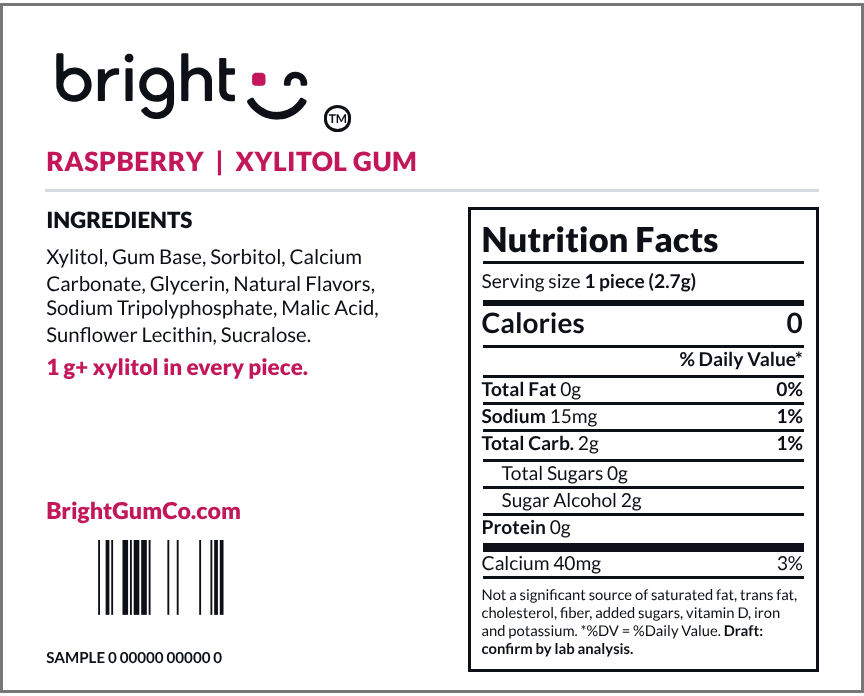 bright
TM
RASPBERRY | XYLITOL GUM
INGREDIENTS
Xylitol, Gum Base, Sorbitol, Calcium
Carbonate, Glycerin, Natural Flavors,
Sodium Tripolyphosphate, Malic Acid,
Sunflower Lecithin, Sucralose.
1 g+ xylitol in every piece.
BrightGumCo.com
SAMPLE 0 00000 00000 0
Nutrition Facts
Serving size 1 piece (2.7g)
Calories 0
% Daily Value*
Total Fat 0g 0%
Sodium 15mg 1%
Total Carb. 2g 1%
Total Sugars 0g
Sugar Alcohol 2g
Protein 0g
Calcium 40mg 3%
Not a significant source of saturated fat, trans fat,
cholesterol, fiber, added sugars, vitamin D, iron
and potassium. *%DV = %Daily Value. Draft:
confirm by lab analysis.